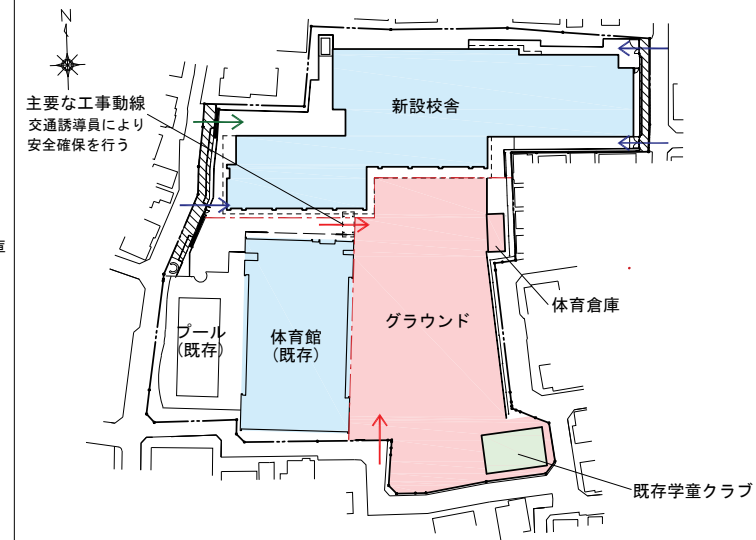 N
主要な工事動線
交通誘導員により
安全確保を行う
新設校舎
庫
体育倉庫
グラウンド
プール
(既存)
体育館
(既存)
既存学童クラブ